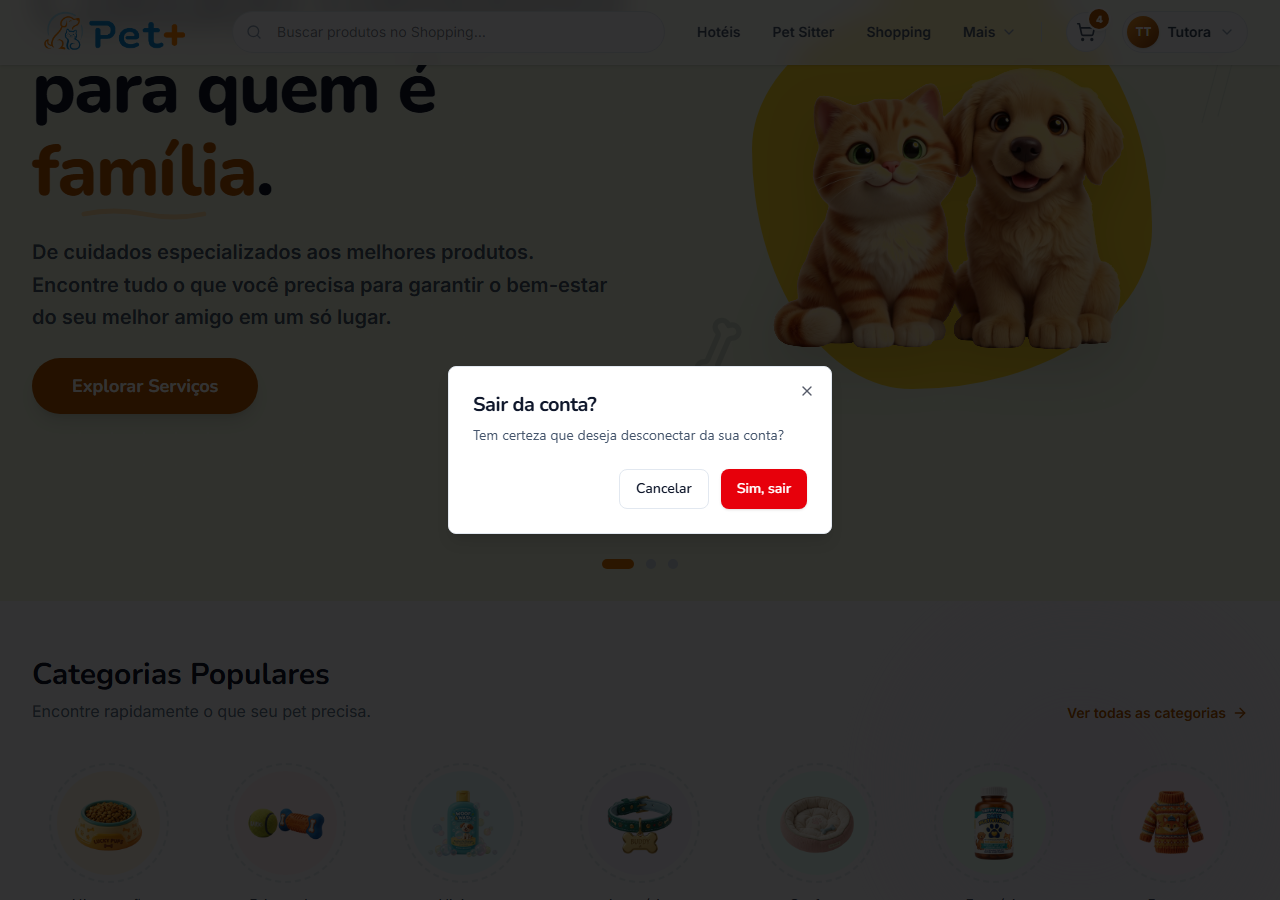 Pet+
Buscar produtos no Shopping...
Hotéis
Pet Sitter
Shopping
Mais
4
TT
Tutora
para quem é
família.
De cuidados especializados aos melhores produtos.
Encontre tudo o que você precisa para garantir o bem-estar
do seu melhor amigo em um só lugar.
Explorar Serviços
Sair da conta?
Tem certeza que deseja desconectar da sua conta?
Cancelar
Sim, sair
Categorias Populares
Encontre rapidamente o que seu pet precisa.
Ver todas as categorias